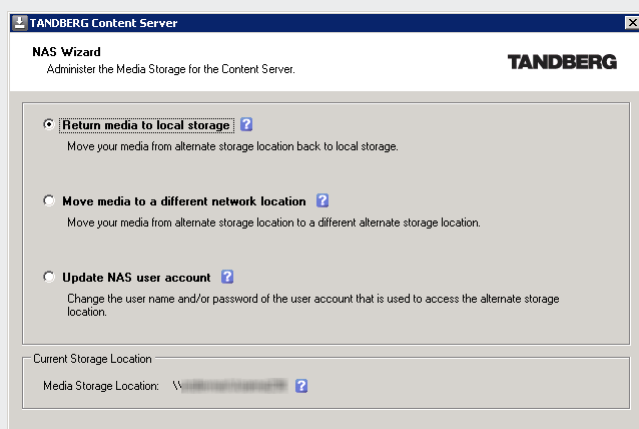 TANDBERG Content Server
NAS Wizard
Administer the Media Storage for the Content Server.
TANDBERG
Return media to local storage
Move your media from alternate storage location back to local storage.
Move media to a different network location
Move your media from alternate storage location to a different alternate storage location.
Update NAS user account
Change the user name and/or password of the user account that is used to access the alternate storage
location.
Current Storage Location
Media Storage Location: \\